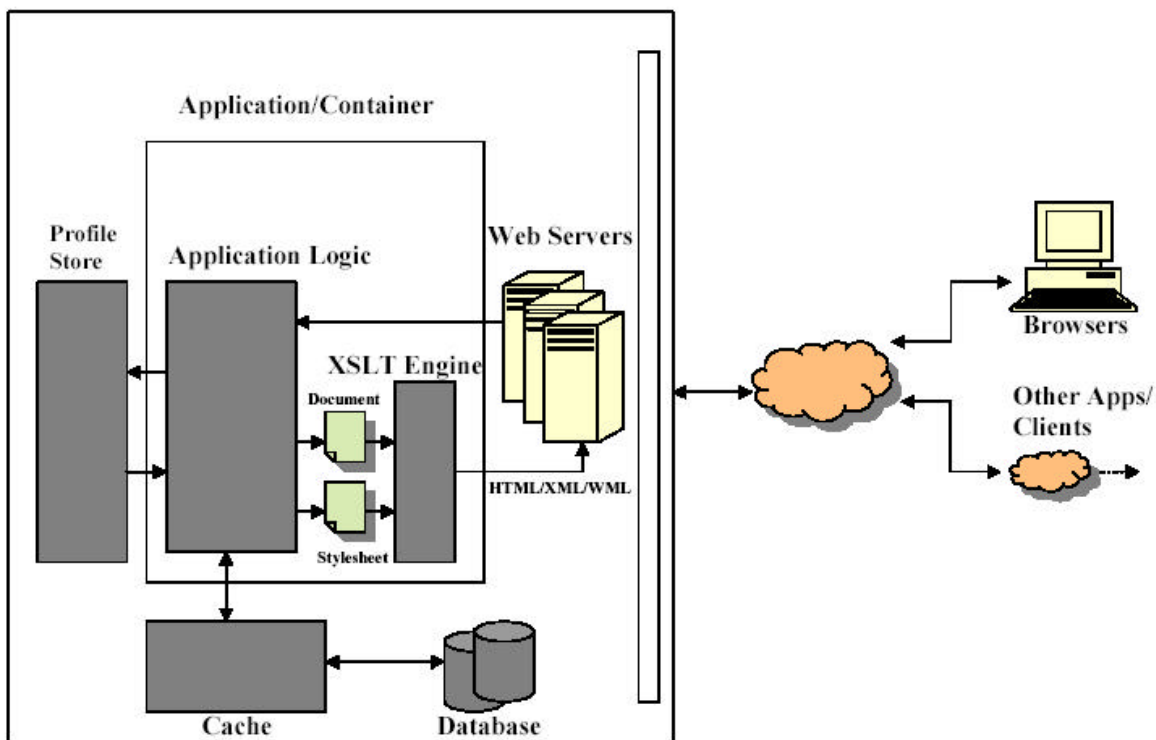 Application/Container
Profile
Store
Application Logic
Web Servers
XSLT Engine
Document
Stylesheet
HTML/XML/WML
Browsers
Other Apps/
Clients
Cache
Database